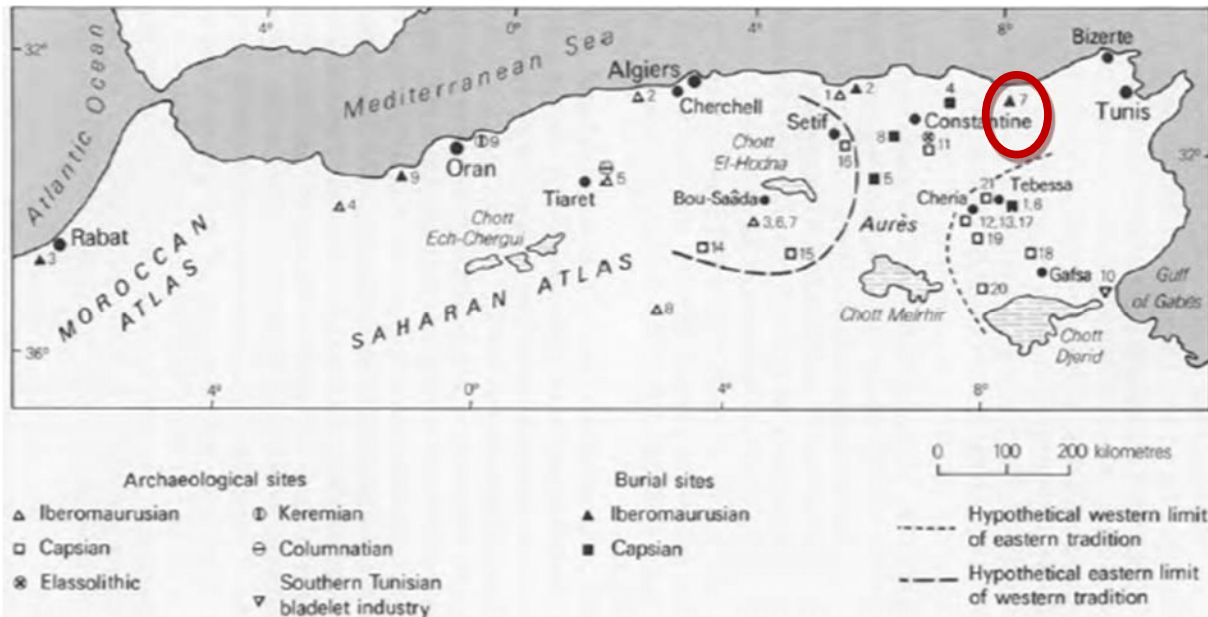 4°
0°
4°
8°
32°
Atlantic Ocean
Mediterranean Sea
Bizerte
Algiers
2
Cherchell
1
2
4
7
Tunis
Setif
Constantine
9
Oran
8
11
32°
Chott
El-Hodna
16
9
Tiaret
5
5
4
Bou-Saâda
21
Tebessa
Cheria
1,6
3,6,7
Aurès
12,13,17
Chott
Ech-Chergui
19
Rabat
3
14
15
18
Gafsa
10
MOROCCAN
ATLAS
SAHARAN ATLAS
20
Gulf
of Gabès
Chott Melrhir
8
Chott
Djerid
36°
4°
0°
4°
8°
0 100 200 kilometres
Archaeological sites
Iberomaurusian
Keremian
Capsian
Columnatian
Elassolithic
Southern Tunisian
bladelet industry
Burial sites
Iberomaurusian
Capsian
Hypothetical western limit
of eastern tradition
Hypothetical eastern limit
of western tradition